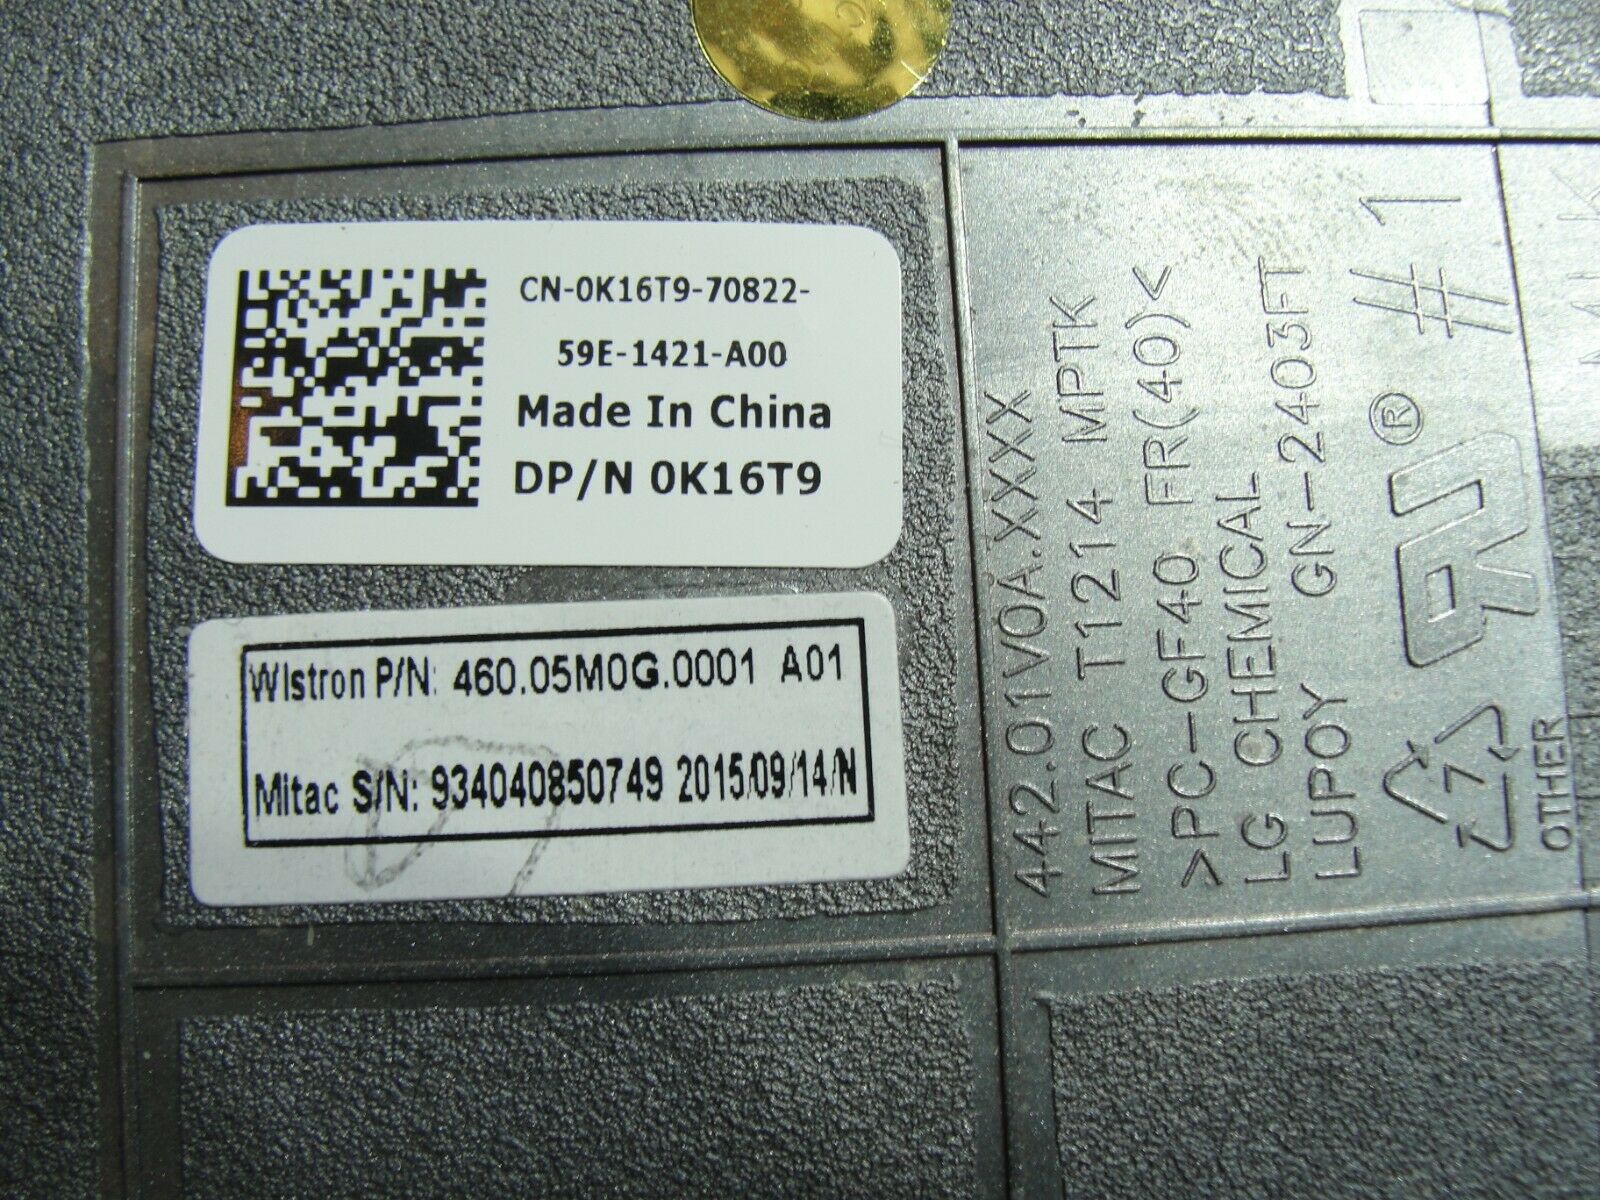 CN-0K16T9-70822-
59E-1421-A00
Made In China
DP/N 0K16T9
Wistron P/N: 460.05M0G.0001 A01
Mitac S/N: 934040850749 2015/09/14/N
442.01V0A.XXXX
MITAC T1214 MPTK
>PC-GF40 FR(40)<
LG CHEMICAL
LUPOY GN-2403FT
#1
®
7
OTHER